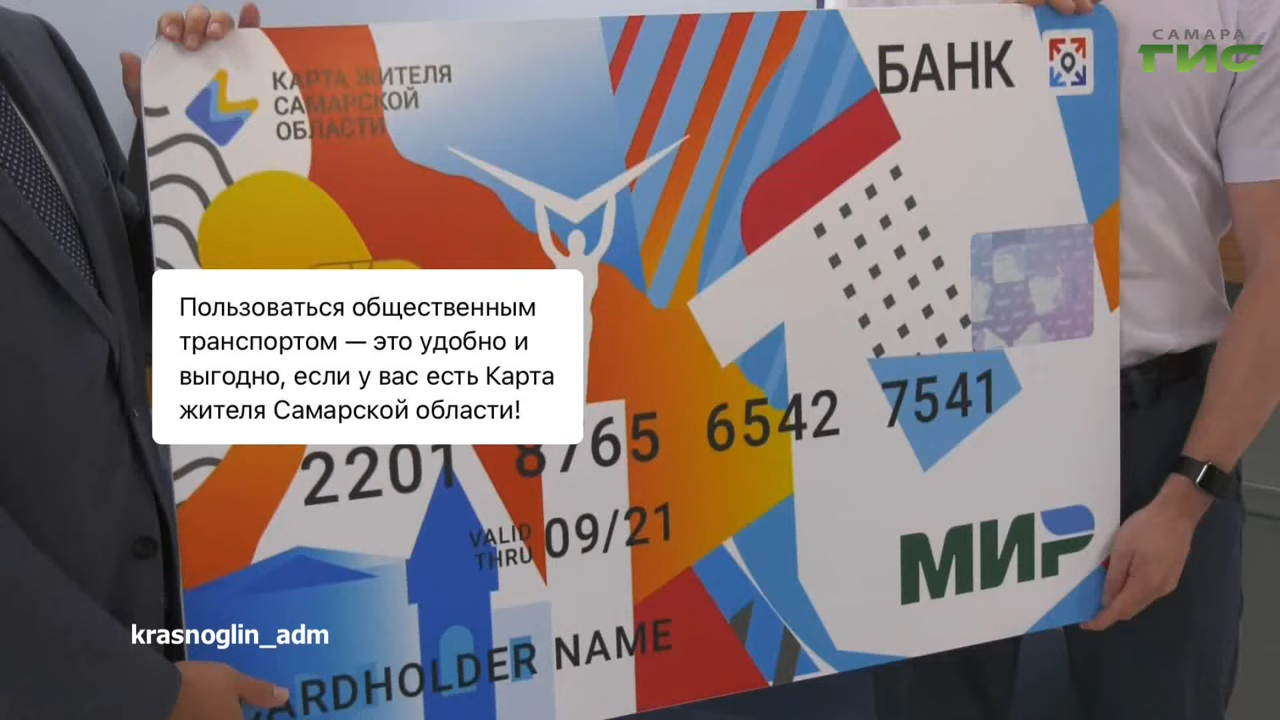 САМАРА
ГИС
КАРТА ЖИТЕЛЯ
САМАРСКОЙ
ОБЛАСТИ
БАНК
Пользоваться общественным
транспортом — это удобно и
выгодно, если у вас есть Карта
жителя Самарской области!
2201 8765 6542 7541
VALID
THRU 09/21
МИР
krasnoglin_adm
CARDHOLDER NAME